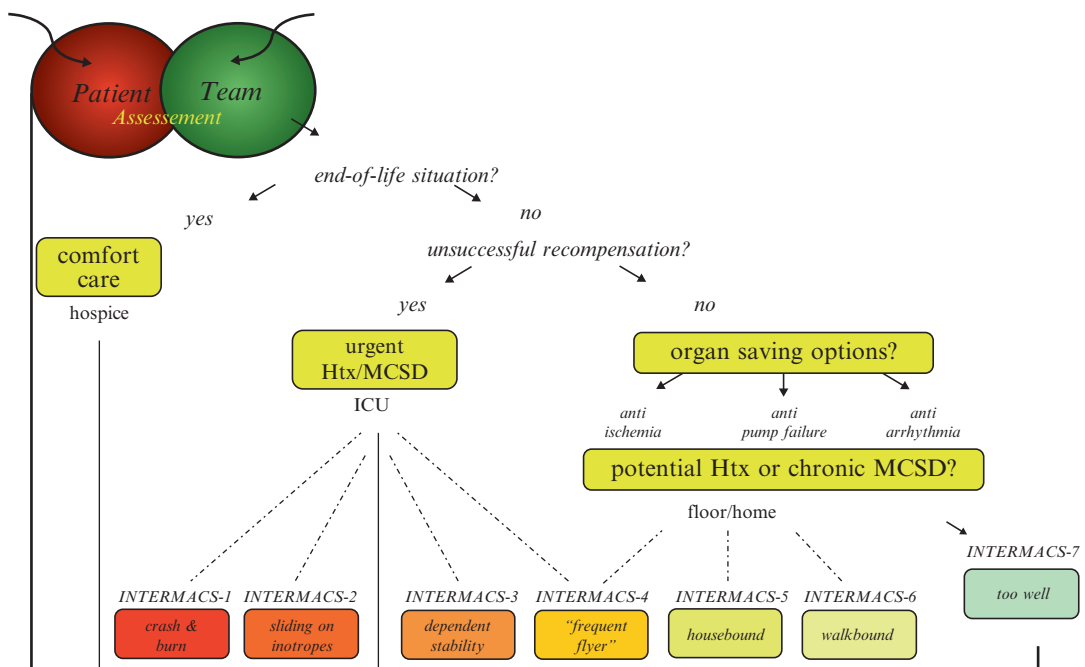 Patient Team
Assessement
end-of-life situation?
yes
no
comfort
care
hospice
unsuccessful recompensation?
yes
no
urgent
Htx/MCSD
ICU
organ saving options?
anti
ischemia
anti
pump failure
anti
arrhythmia
potential Htx or chronic MCSD?
floor/home
INTERMACS-1
crash &
burn
INTERMACS-2
sliding on
inotropes
INTERMACS-3
dependent
stability
INTERMACS-4
“frequent
flyer”
INTERMACS-5
housebound
INTERMACS-6
walkbound
INTERMACS-7
too well